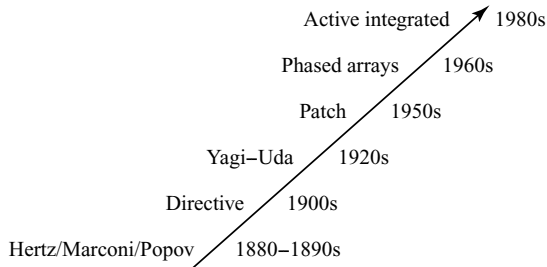 Active integrated 1980s
Phased arrays 1960s
Patch 1950s
Yagi–Uda 1920s
Directive 1900s
Hertz/Marconi/Popov 1880–1890s